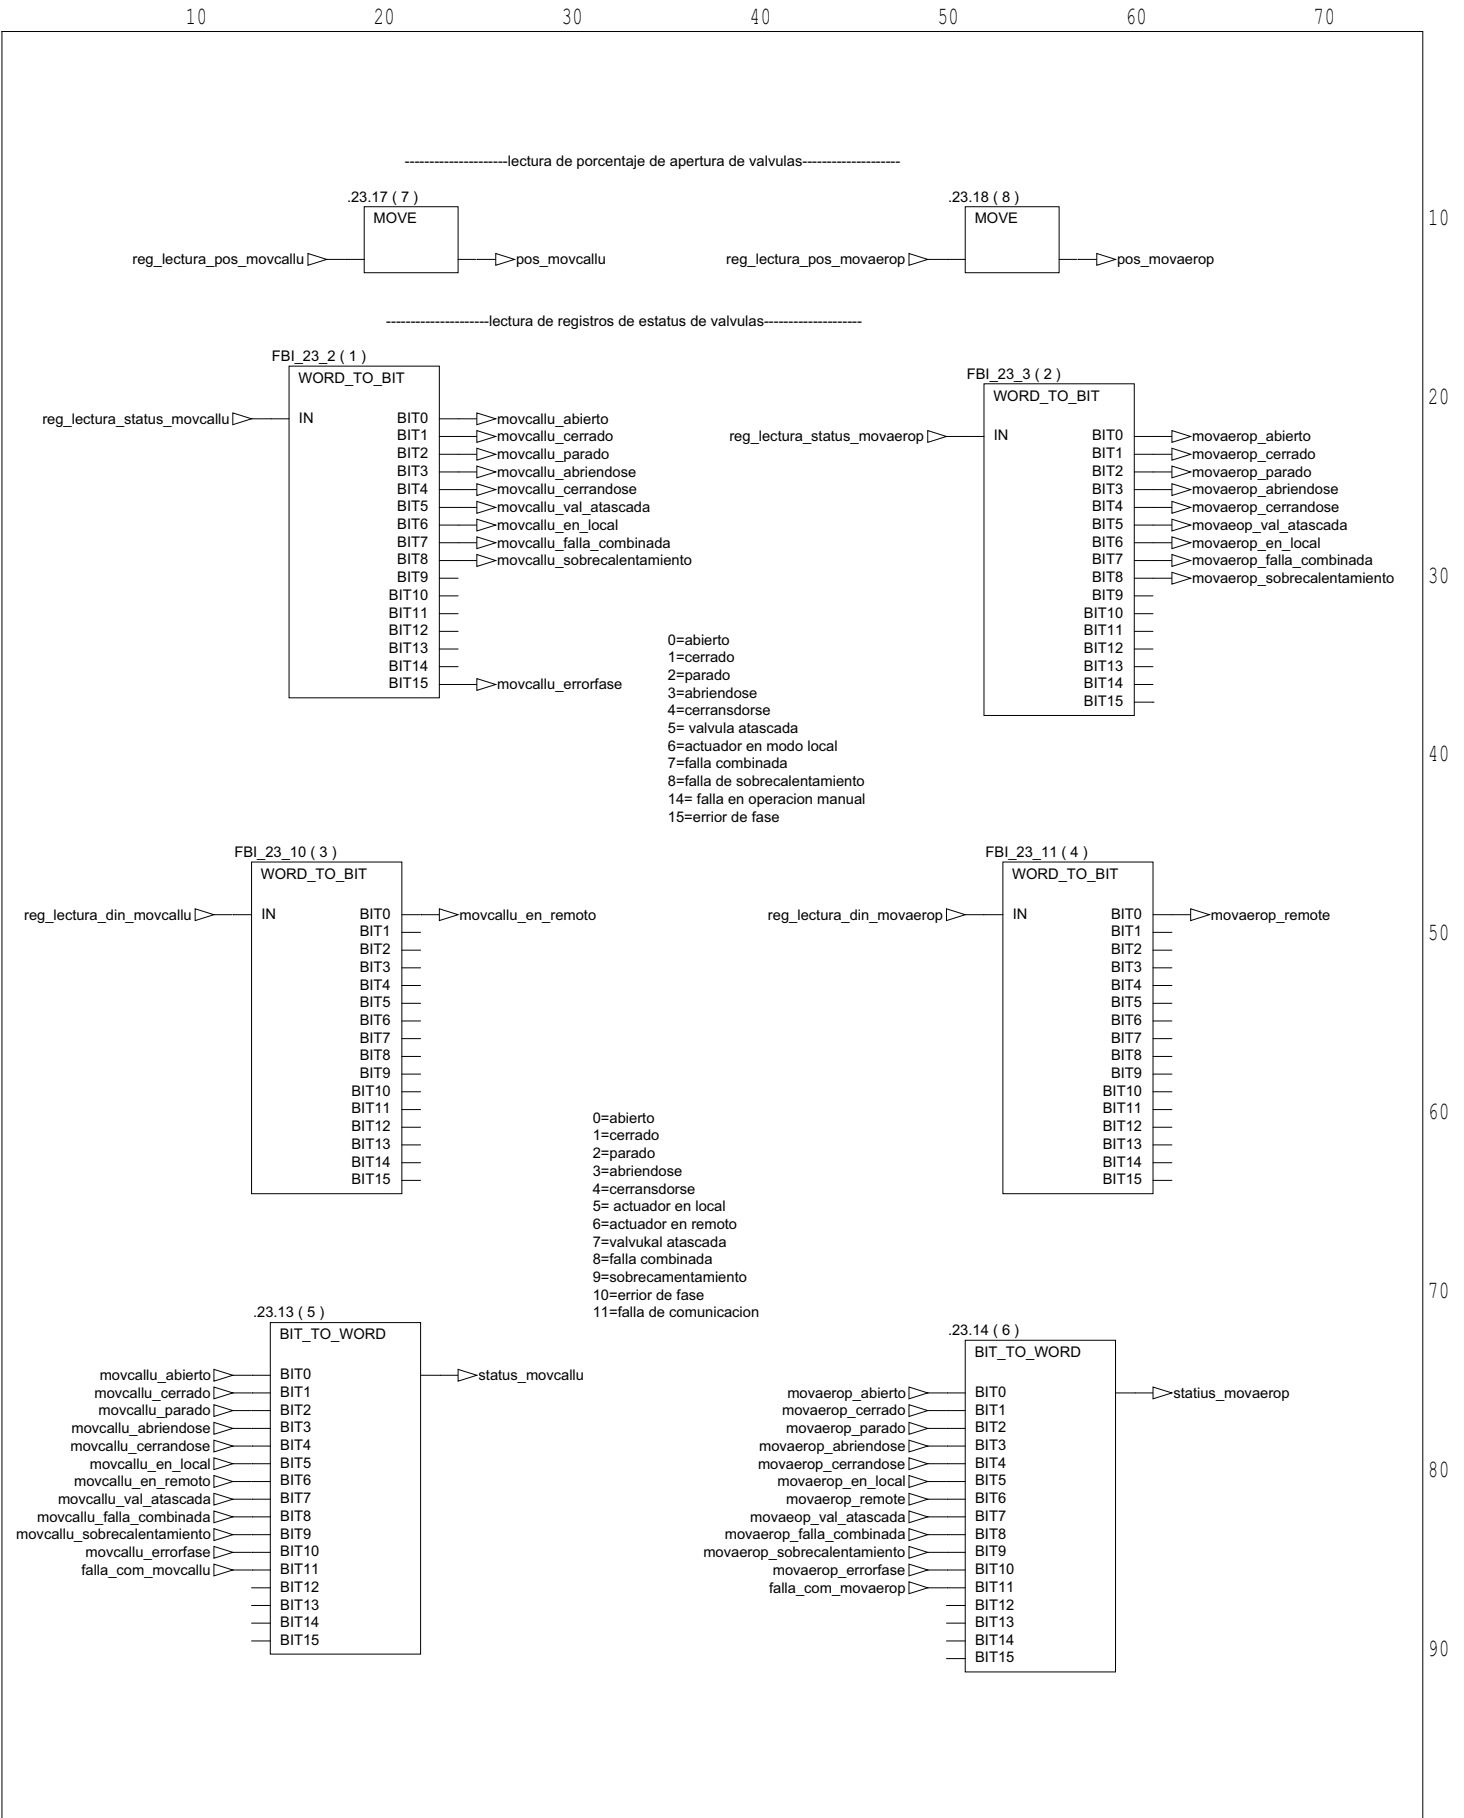 10 20 30 40 50 60 70
---------------------lectura de porcentaje de apertura de valvulas--------------------
.23.17 ( 7 )
MOVE
reg_lectura_pos_movcallu
pos_movcallu
.23.18 ( 8 )
MOVE
reg_lectura_pos_movaerop
pos_movaerop
10
---------------------lectura de registros de estatus de valvulas--------------------
FBI_23_2 ( 1 )
WORD_TO_BIT
reg_lectura_status_movcallu IN BIT0 movcallu_abierto
BIT1 movcallu_cerrado
BIT2 movcallu_parado
BIT3 movcallu_abriendose
BIT4 movcallu_cerrandose
BIT5 movcallu_val_atascada
BIT6 movcallu_en_local
BIT7 movcallu_falla_combinada
BIT8 movcallu_sobrecalentamiento
BIT9
BIT10
BIT11
BIT12
BIT13
BIT14
BIT15 movcallu_errorfase
FBI_23_3 ( 2 )
WORD_TO_BIT
reg_lectura_status_movaerop IN BIT0 movaerop_abierto
BIT1 movaerop_cerrado
BIT2 movaerop_parado
BIT3 movaerop_abriendose
BIT4 movaerop_cerrandose
BIT5 movaeop_val_atascada
BIT6 movaerop_en_local
BIT7 movaerop_falla_combinada
BIT8 movaerop_sobrecalentamiento
BIT9
BIT10
BIT11
BIT12
BIT13
BIT14
BIT15
20
30
0=abierto
1=cerrado
2=parado
3=abriendose
4=cerransdorse
5= valvula atascada
6=actuador en modo local
7=falla combinada
8=falla de sobrecalentamiento
14= falla en operacion manual
15=errior de fase
40
FBI_23_10 ( 3 )
WORD_TO_BIT
reg_lectura_din_movcallu IN BIT0 movcallu_en_remoto
BIT1
BIT2
BIT3
BIT4
BIT5
BIT6
BIT7
BIT8
BIT9
BIT10
BIT11
BIT12
BIT13
BIT14
BIT15
FBI_23_11 ( 4 )
WORD_TO_BIT
reg_lectura_din_movaerop IN BIT0 movaerop_remote
BIT1
BIT2
BIT3
BIT4
BIT5
BIT6
BIT7
BIT8
BIT9
BIT10
BIT11
BIT12
BIT13
BIT14
BIT15
50
60
0=abierto
1=cerrado
2=parado
3=abriendose
4=cerransdorse
5= actuador en local
6=actuador en remoto
7=valvukal atascada
8=falla combinada
9=sobrecamentamiento
10=errior de fase
11=falla de comunicacion
70
.23.13 ( 5 )
BIT_TO_WORD
movcallu_abierto BIT0 status_movcallu
movcallu_cerrado BIT1
movcallu_parado BIT2
movcallu_abriendose BIT3
movcallu_cerrandose BIT4
movcallu_en_local BIT5
movcallu_en_remoto BIT6
movcallu_val_atascada BIT7
movcallu_falla_combinada BIT8
movcallu_sobrecalentamiento BIT9
movcallu_errorfase BIT10
falla_com_movcallu BIT11
BIT12
BIT13
BIT14
BIT15
.23.14 ( 6 )
BIT_TO_WORD
movaerop_abierto BIT0 statius_movaerop
movaerop_cerrado BIT1
movaerop_parado BIT2
movaerop_abriendose BIT3
movaerop_cerrandose BIT4
movaerop_en_local BIT5
movaerop_remote BIT6
movaeop_val_atascada BIT7
movaerop_falla_combinada BIT8
movaerop_sobrecalentamiento BIT9
movaerop_errorfase BIT10
falla_com_movaerop BIT11
BIT12
BIT13
BIT14
BIT15
80
90